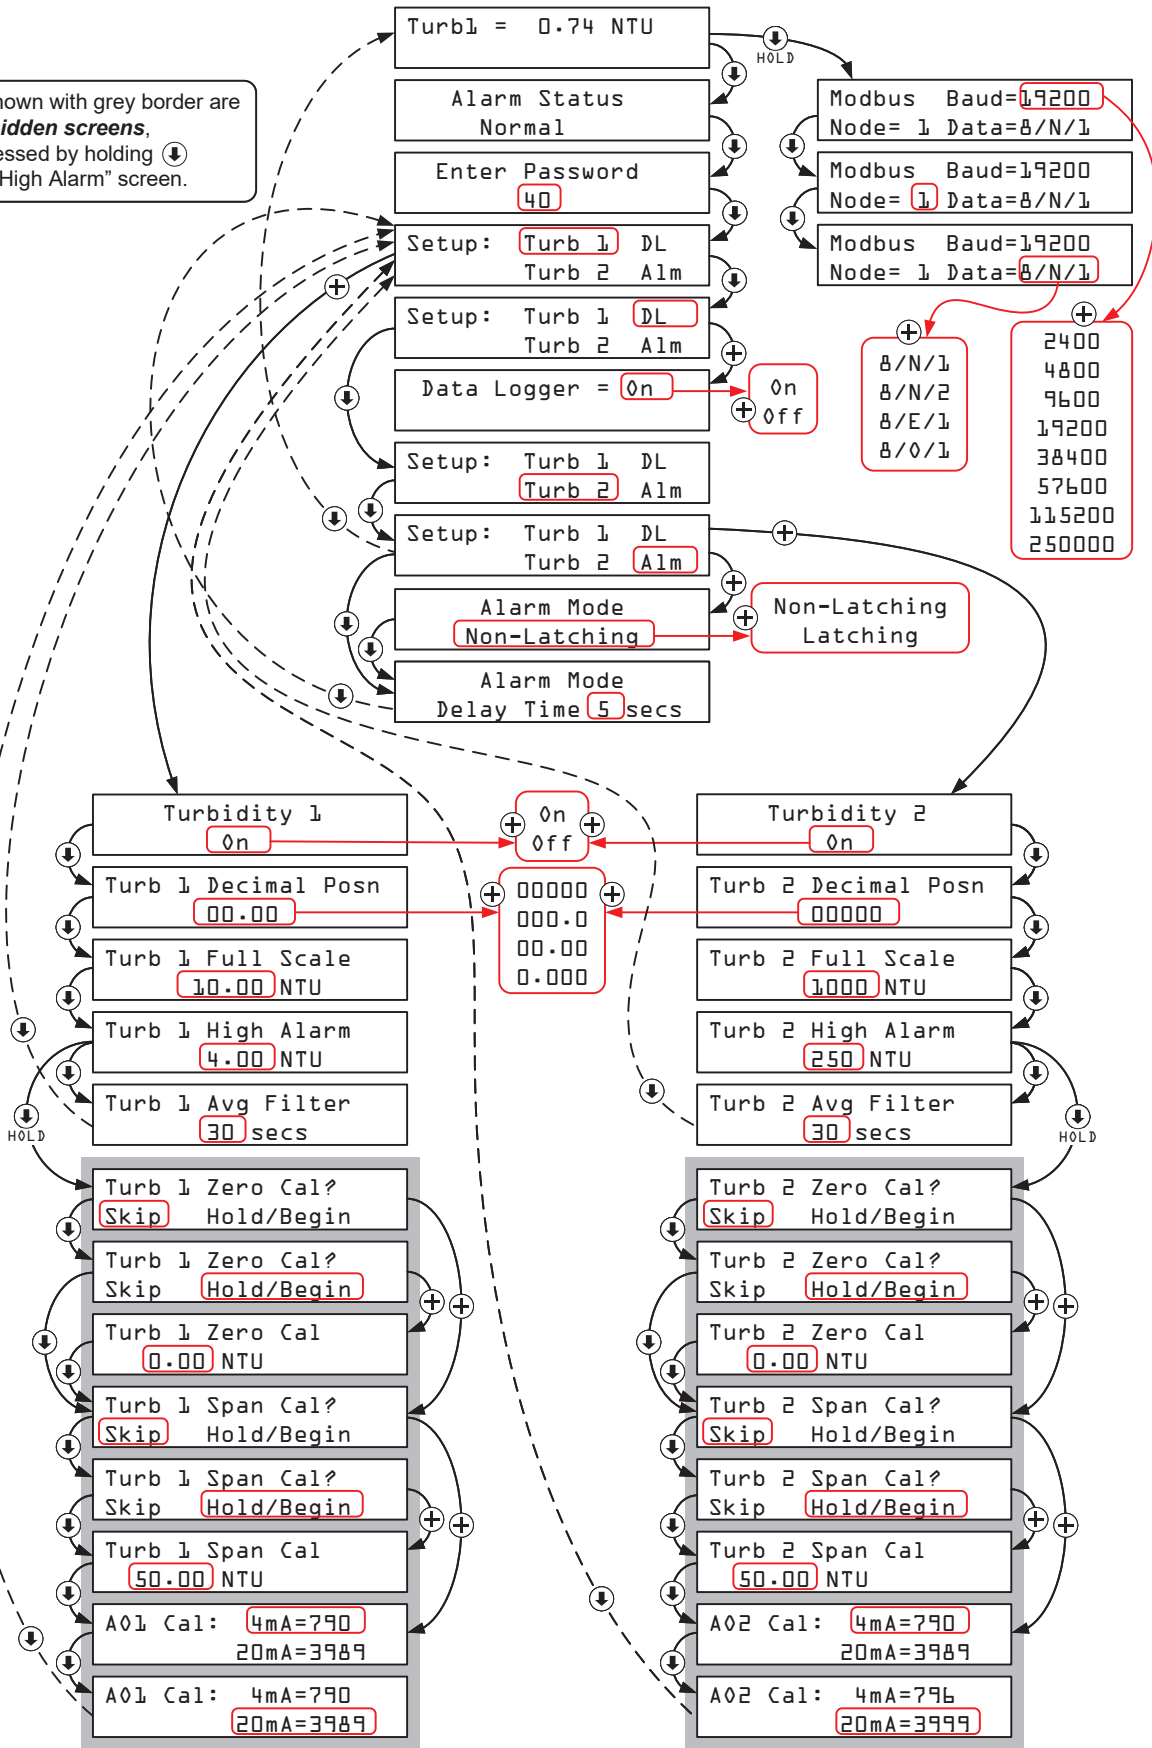 Turb1 = 0.74 NTU
HOLD
nown with grey border are
idden screens,
essed by holding
High Alarm” screen.
Alarm Status
Normal
Enter Password
40
Modbus Baud=19200
Node= 1 Data=8/N/1
Modbus Baud=19200
Node= 1 Data=8/N/1
Modbus Baud=19200
Node= 1 Data=8/N/1
Setup: Turb 1 DL
Turb 2 Alm
Setup: Turb 1 DL
Turb 2 Alm
Data Logger = On
On
Off
8/N/1
8/N/2
8/E/1
8/O/1
2400
4800
9600
19200
38400
57600
115200
250000
Setup: Turb 1 DL
Turb 2 Alm
Setup: Turb 1 DL
Turb 2 Alm
Alarm Mode
Non-Latching
Non-Latching
Latching
Alarm Mode
Delay Time 5 secs
Turbidity 1
On
Turb 1 Decimal Posn
00.00
Turb 1 Full Scale
10.00 NTU
Turb 1 High Alarm
4.00 NTU
Turb 1 Avg Filter
30 secs
HOLD
On
Off
00000
000.0
00.00
0.000
Turbidity 2
On
Turb 2 Decimal Posn
00000
Turb 2 Full Scale
1000 NTU
Turb 2 High Alarm
250 NTU
Turb 2 Avg Filter
30 secs
HOLD
Turb 1 Zero Cal?
Skip Hold/Begin
Turb 1 Zero Cal?
Skip Hold/Begin
Turb 1 Zero Cal
0.00 NTU
Turb 1 Span Cal?
Skip Hold/Begin
Turb 1 Span Cal?
Skip Hold/Begin
Turb 1 Span Cal
50.00 NTU
AO1 Cal: 4mA=790
20mA=3989
AO1 Cal: 4mA=790
20mA=3989
Turb 2 Zero Cal?
Skip Hold/Begin
Turb 2 Zero Cal?
Skip Hold/Begin
Turb 2 Zero Cal
0.00 NTU
Turb 2 Span Cal?
Skip Hold/Begin
Turb 2 Span Cal?
Skip Hold/Begin
Turb 2 Span Cal
50.00 NTU
AO2 Cal: 4mA=790
20mA=3989
AO2 Cal: 4mA=796
20mA=3999